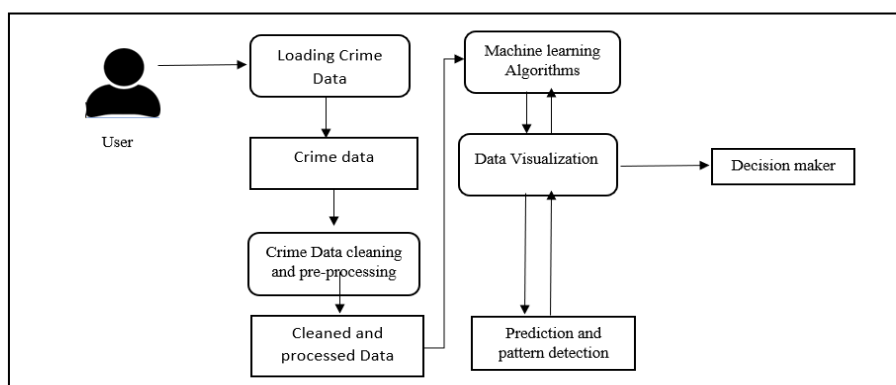 User
Loading Crime
Data
Crime data
Crime Data cleaning
and pre-processing
Cleaned and
processed Data
Machine learning
Algorithms
Data Visualization
Prediction and
pattern detection
Decision maker